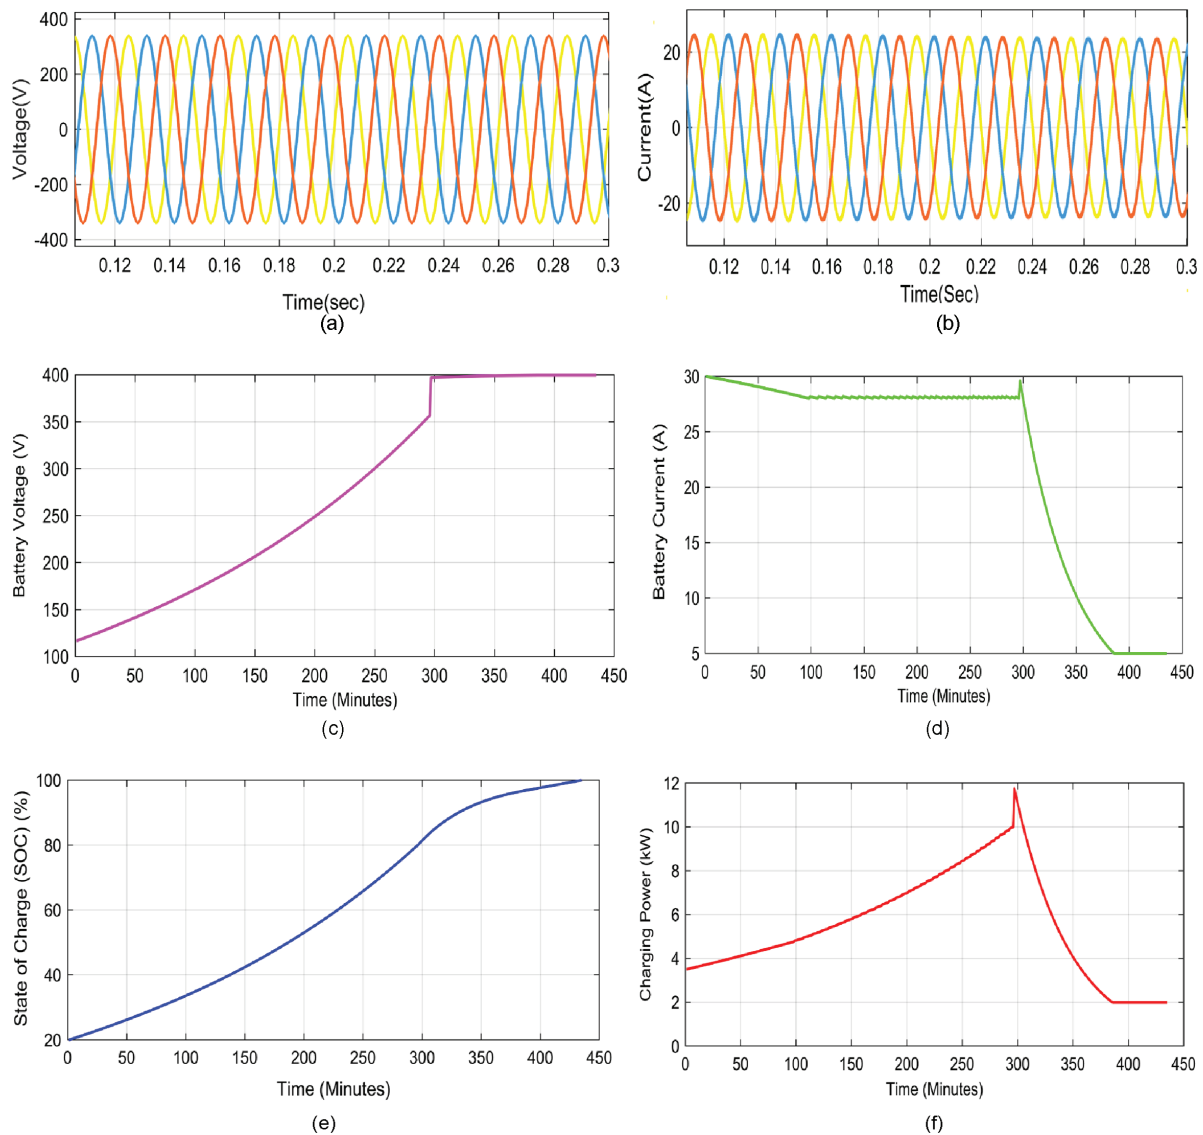 400
200
0
-200
-400
Voltage(V)
0.12 0.14 0.16 0.18 0.2 0.22 0.24 0.26 0.28 0.3
Time(sec)
(a)
20
0
-20
Current(A)
0.12 0.14 0.16 0.18 0.2 0.22 0.24 0.26 0.28 0.3
Time(Sec)
(b)
400
350
300
250
200
150
100
Battery Voltage (V)
0 50 100 150 200 250 300 350 400 450
Time (Minutes)
(c)
30
25
20
15
10
5
Battery Current (A)
0 50 100 150 200 250 300 350 400 450
Time (Minutes)
(d)
100
80
60
40
20
State of Charge (SOC) (%)
0 50 100 150 200 250 300 350 400 450
Time (Minutes)
(e)
12
10
8
6
4
2
0
Charging Power (kW)
0 50 100 150 200 250 300 350 400 450
Time (Minutes)
(f)